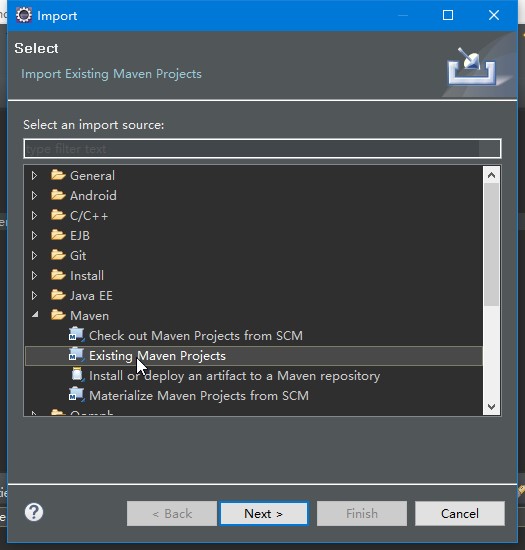 Import
Select
Import Existing Maven Projects
Select an import source:
type filter text
General
Android
C/C++
EJB
Git
Install
Java EE
Maven
Check out Maven Projects from SCM
Existing Maven Projects
Install or deploy an artifact to a Maven repository
Materialize Maven Projects from SCM
Oomph
?
< Back
Next >
Finish
Cancel